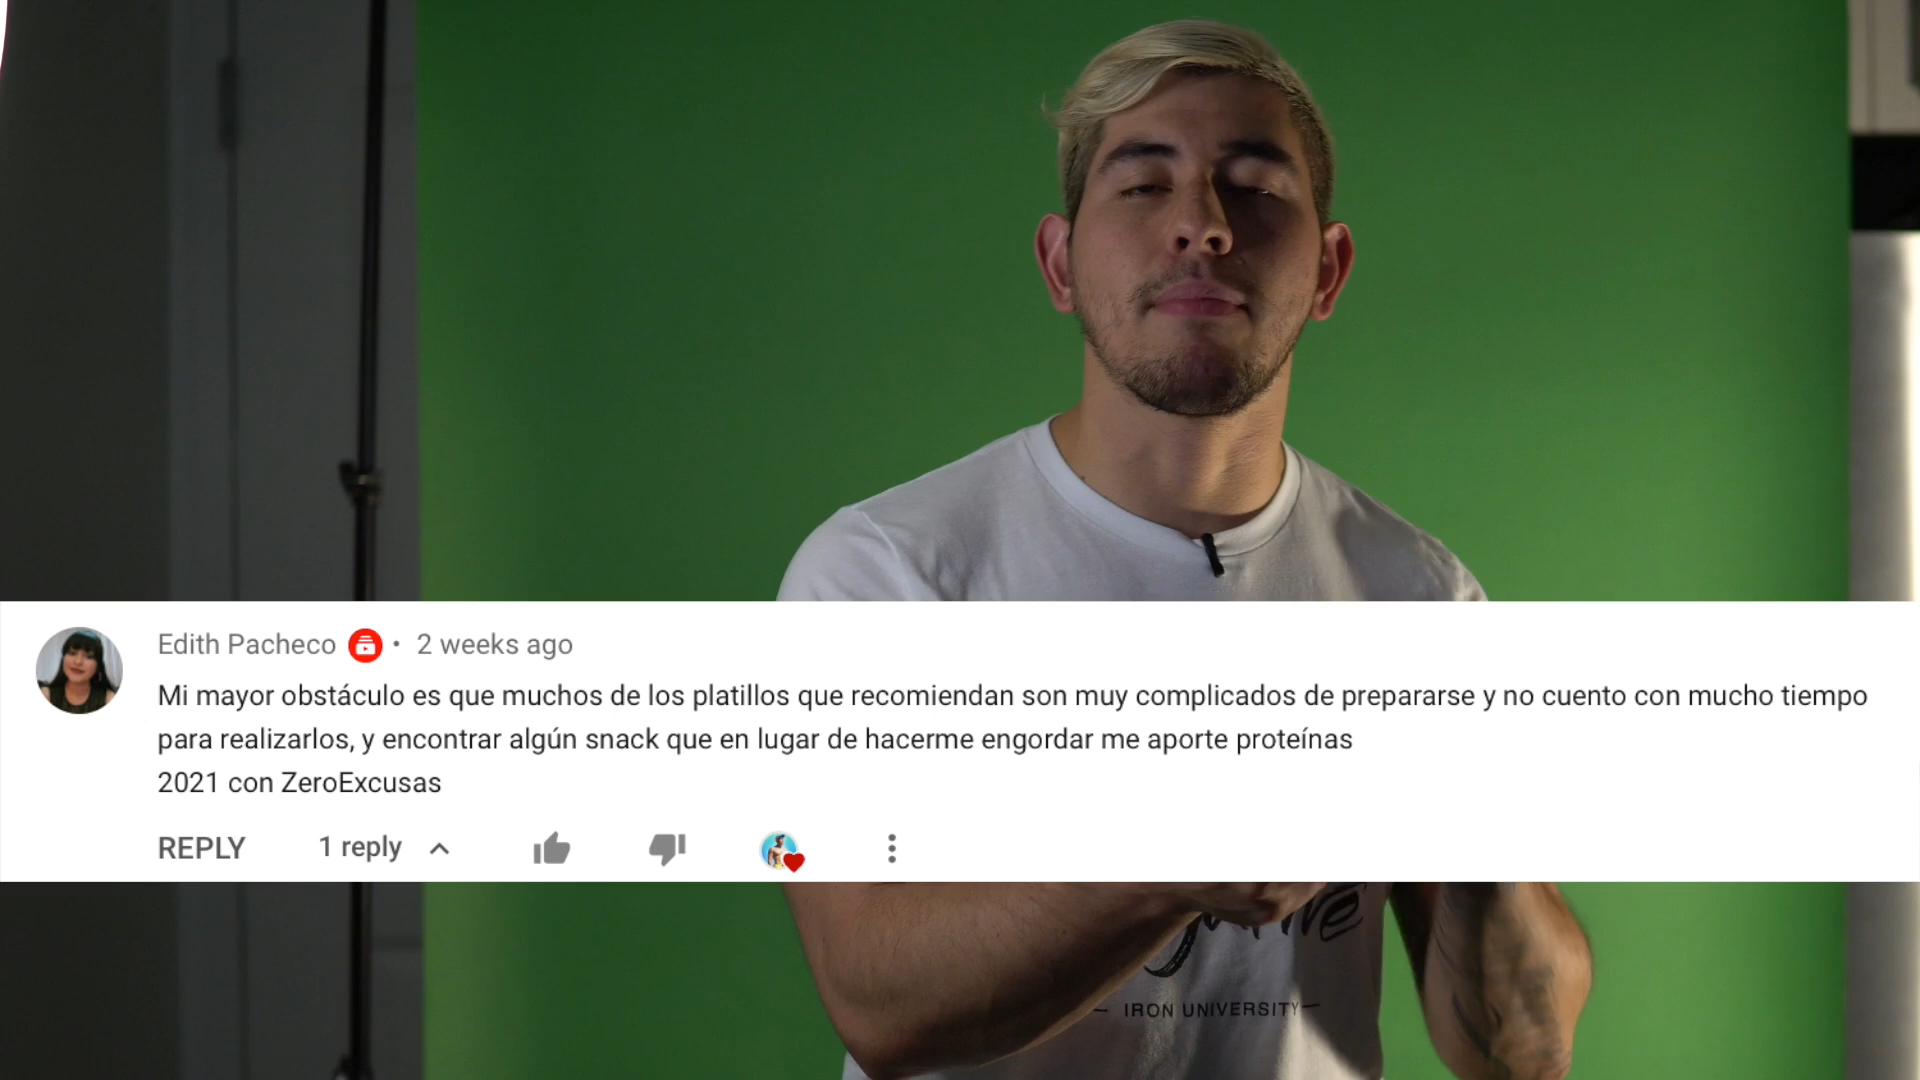 Edith Pacheco • 2 weeks ago
Mi mayor obstáculo es que muchos de los platillos que recomiendan son muy complicados de prepararse y no cuento con mucho tiempo
para realizarlos, y encontrar algún snack que en lugar de hacerme engordar me aporte proteínas
2021 con ZeroExcusas
REPLY 1 reply
— IRON UNIVERSITY—